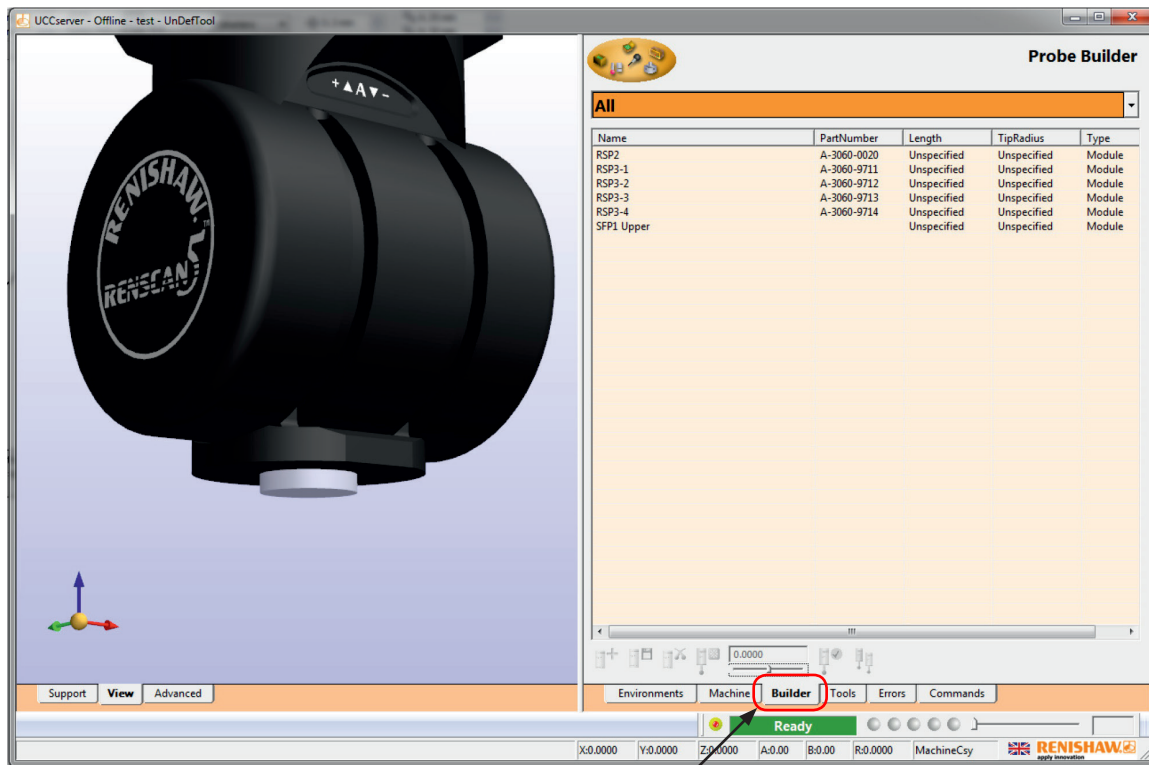 UCCserver - Offline - test - UnDefTool
+ ▲ A ▼ -
RENISHAW.
TM
RENSCAN5
Probe Builder
All
Name PartNumber Length TipRadius Type
RSP2 A-3060-0020 Unspecified Unspecified Module
RSP3-1 A-3060-9711 Unspecified Unspecified Module
RSP3-2 A-3060-9712 Unspecified Unspecified Module
RSP3-3 A-3060-9713 Unspecified Unspecified Module
RSP3-4 A-3060-9714 Unspecified Unspecified Module
SFP1 Upper Unspecified Unspecified Module
0.0000
Support View Advanced
Environments Machine Builder Tools Errors Commands
Ready
X:0.0000 Y:0.0000 Z:0.0000 A:0.00 B:0.00 R:0.0000 MachineCsy
RENISHAW.
apply innovation